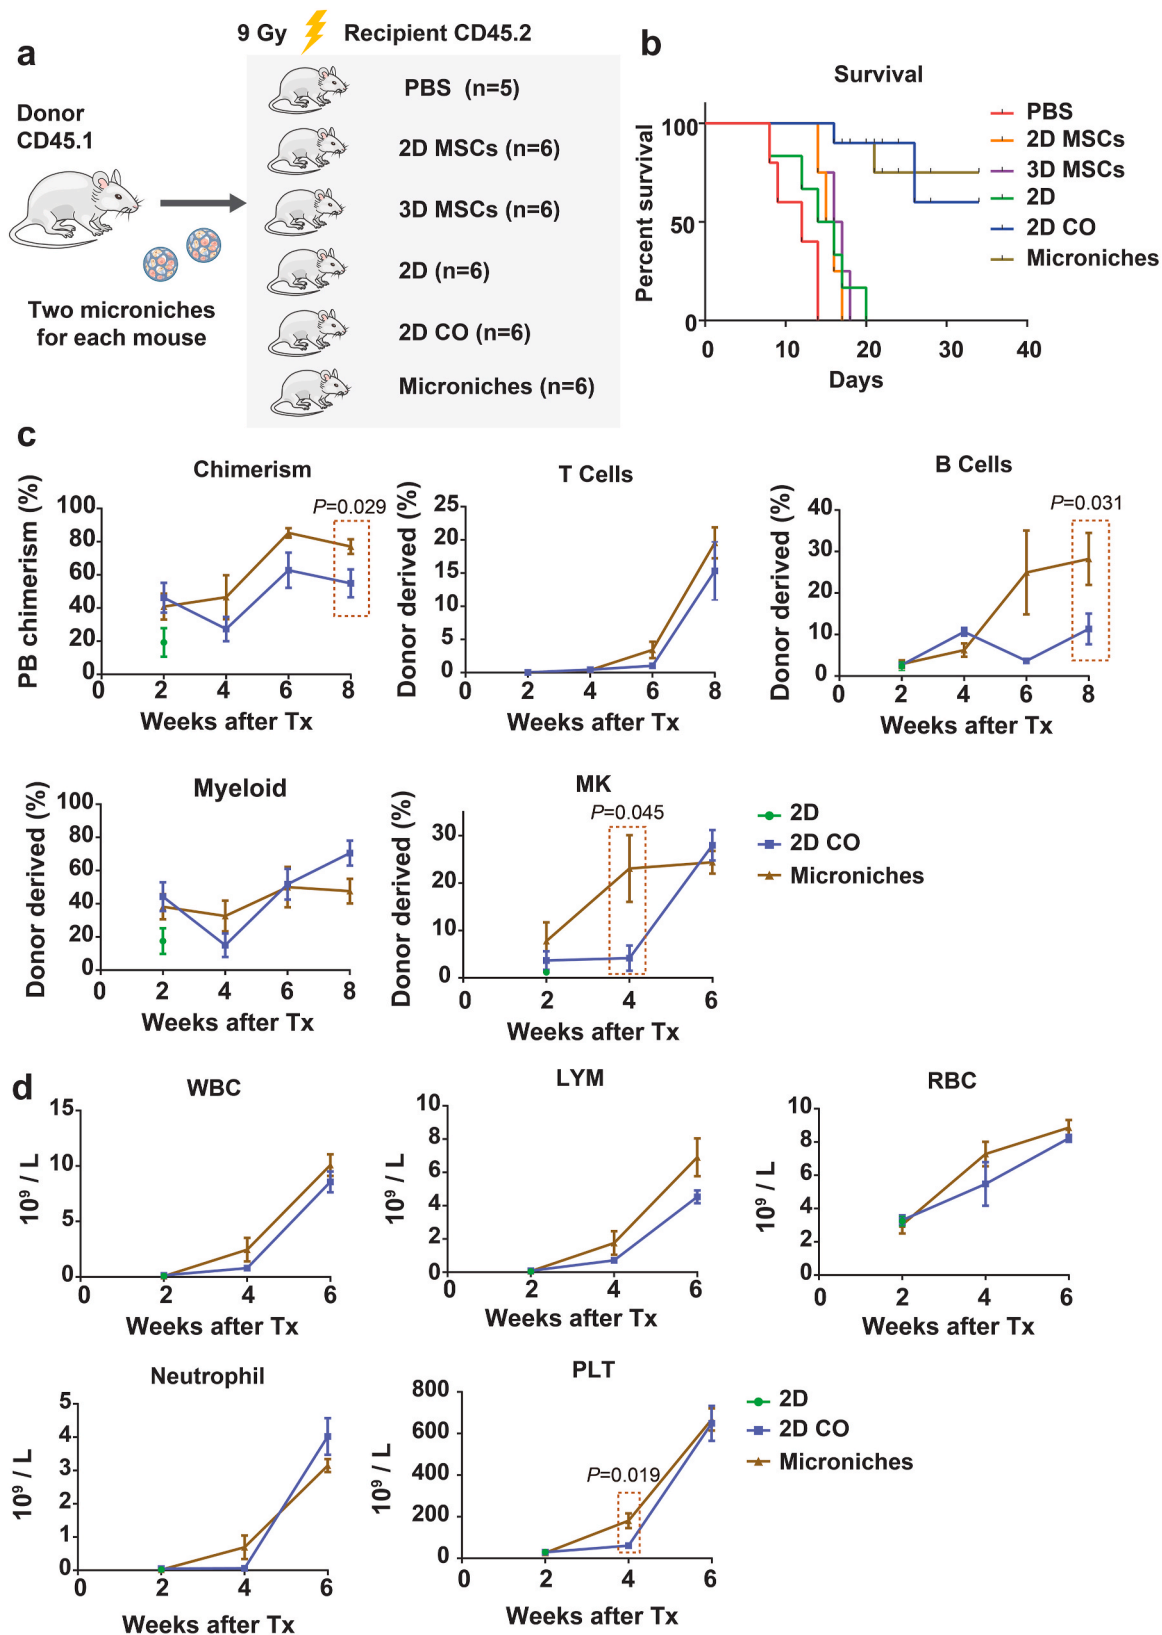 a
9 Gy
Recipient CD45.2
Donor
CD45.1
PBS (n=5)
2D MSCs (n=6)
3D MSCs (n=6)
2D (n=6)
2D CO (n=6)
Microniches (n=6)
Two microniches
for each mouse
b
Survival
Percent survival
100
50
0
0 10 20 30 40
Days
PBS
2D MSCs
3D MSCs
2D
2D CO
Microniches
c
Chimerism
PB chimerism (%)
100
80
60
40
20
0
P=0.029
0 2 4 6 8
Weeks after Tx
T Cells
Donor derived (%)
25
20
15
10
5
0
0 2 4 6 8
Weeks after Tx
B Cells
Donor derived (%)
40
30
20
10
0
P=0.031
0 2 4 6 8
Weeks after Tx
Myeloid
Donor derived (%)
100
80
60
40
20
0
0 2 4 6 8
Weeks after Tx
MK
Donor derived (%)
30
20
10
0
P=0.045
0 2 4 6
Weeks after Tx
2D
2D CO
Microniches
d
WBC
10⁹ / L
15
10
5
0
0 2 4 6
Weeks after Tx
LYM
10⁹ / L
10
8
6
4
2
0
0 2 4 6
Weeks after Tx
RBC
10⁹ / L
10
8
6
4
2
0
0 2 4 6
Weeks after Tx
Neutrophil
10⁹ / L
5
4
3
2
1
0
0 2 4 6
Weeks after Tx
PLT
10⁹ / L
800
600
400
200
0
P=0.019
0 2 4 6
Weeks after Tx
2D
2D CO
Microniches